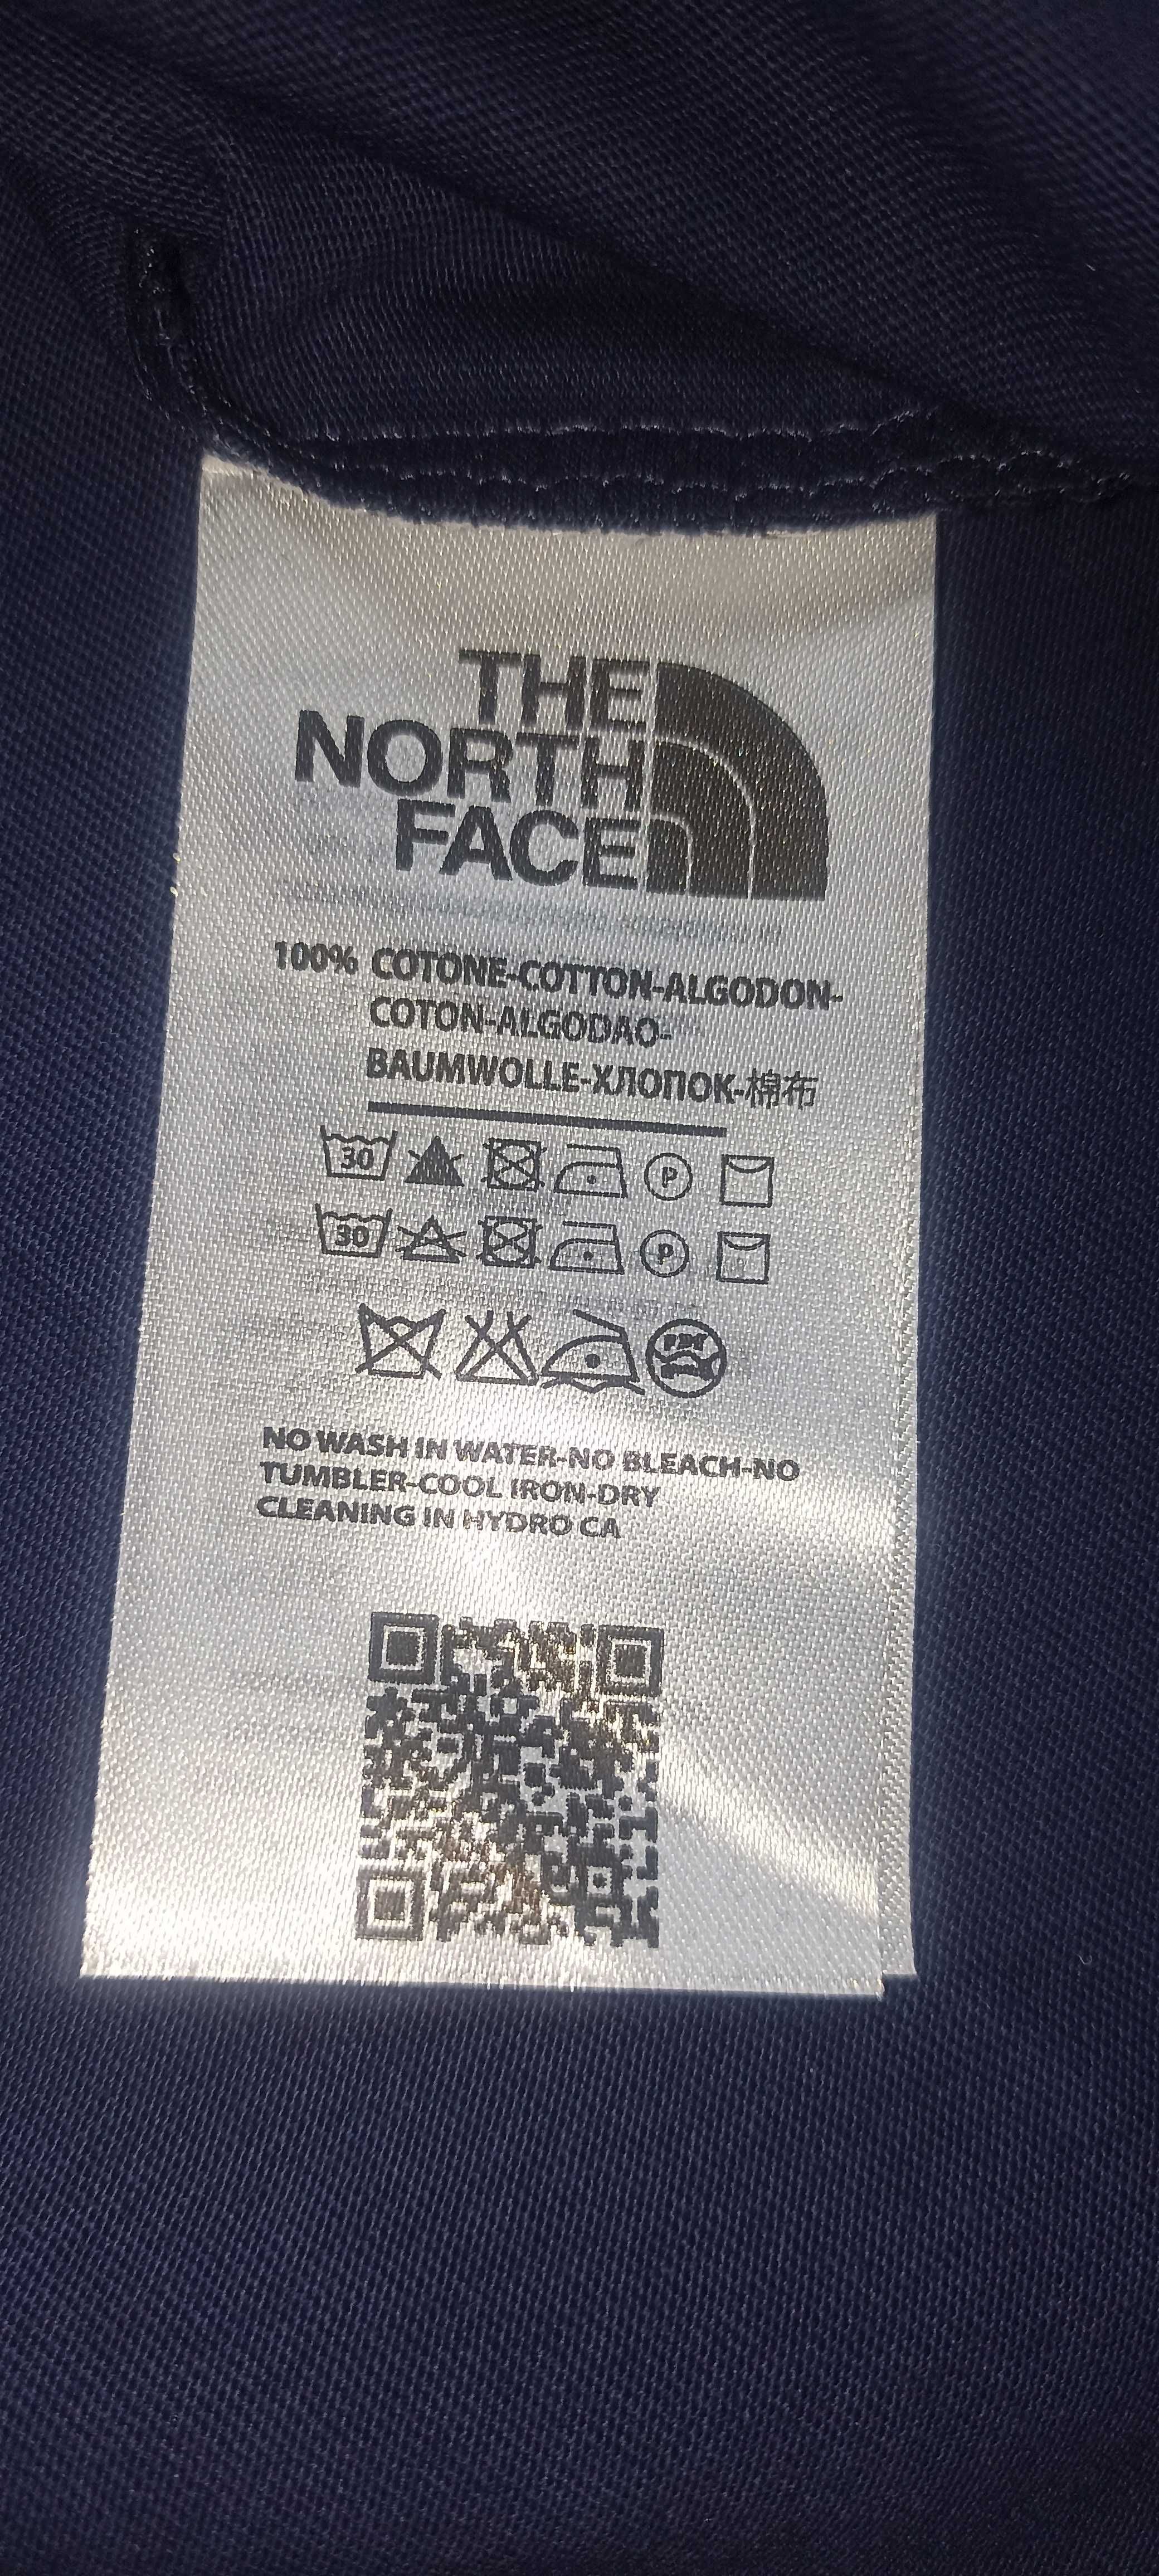 THE
NORTH
FACE
100% COTONE-COTTON-ALGODON-
COTON-ALGODAO-
BAUMWOLLE-ХЛОПОК-棉布
30
P
30
P
NO WASH IN WATER-NO BLEACH-NO
TUMBLER-COOL IRON-DRY
CLEANING IN HYDRO CA